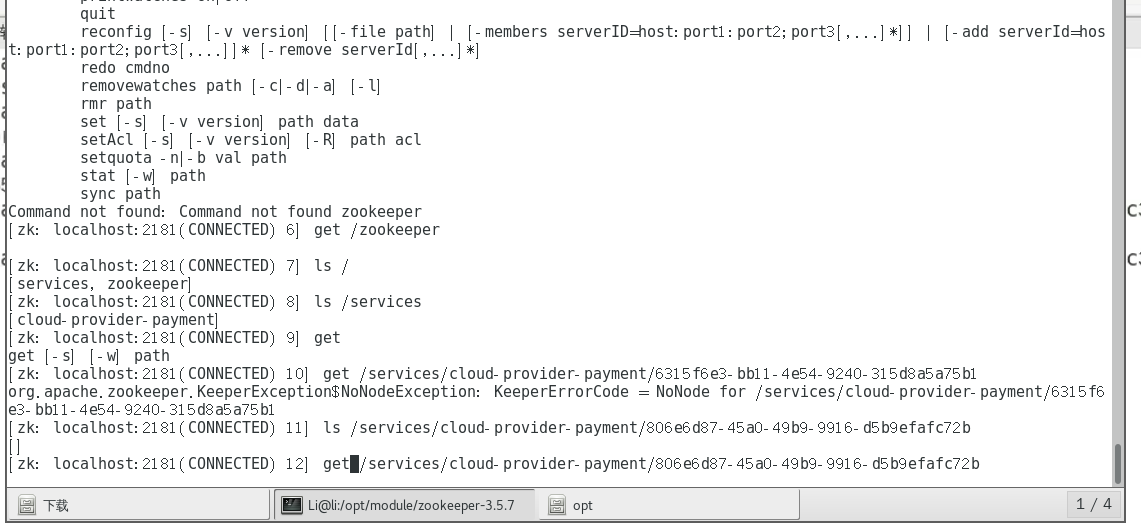 quit
reconfig [-s] [-v version] [[-file path] | [-members serverID=host:port1:port2;port3[,...]*]] | [-add serverId=hos
t:port1:port2;port3[,...]]* [-remove serverId[,...]*]
redo cmdno
removewatches path [-c|-d|-a] [-l]
rmr path
set [-s] [-v version] path data
setAcl [-s] [-v version] [-R] path acl
setquota -n|-b val path
stat [-w] path
sync path
Command not found: Command not found zookeeper
[zk: localhost:2181(CONNECTED) 6] get /zookeeper
[zk: localhost:2181(CONNECTED) 7] ls /
[services, zookeeper]
[zk: localhost:2181(CONNECTED) 8] ls /services
[cloud-provider-payment]
[zk: localhost:2181(CONNECTED) 9] get
get [-s] [-w] path
[zk: localhost:2181(CONNECTED) 10] get /services/cloud-provider-payment/6315f6e3-bb11-4e54-9240-315d8a5a75b1
org.apache.zookeeper.KeeperException$NoNodeException: KeeperErrorCode = NoNode for /services/cloud-provider-payment/6315f6
e3-bb11-4e54-9240-315d8a5a75b1
[zk: localhost:2181(CONNECTED) 11] ls /services/cloud-provider-payment/806e6d87-45a0-49b9-9916-d5b9efafc72b
[]
[zk: localhost:2181(CONNECTED) 12] get /services/cloud-provider-payment/806e6d87-45a0-49b9-9916-d5b9efafc72b
下载
Li@li:/opt/module/zookeeper-3.5.7
opt
1 / 4